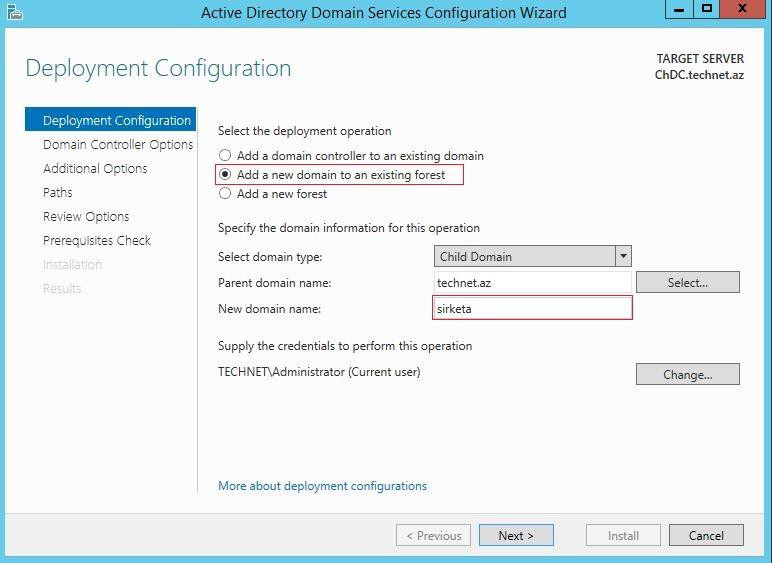 Active Directory Domain Services Configuration Wizard
X
Deployment Configuration
TARGET SERVER
ChDC.technet.az
Deployment Configuration
Domain Controller Options
Additional Options
Paths
Review Options
Prerequisites Check
Installation
Results
Select the deployment operation
Add a domain controller to an existing domain
Add a new domain to an existing forest
Add a new forest
Specify the domain information for this operation
Select domain type: Child Domain
Parent domain name: technet.az Select...
New domain name: sirketa
Supply the credentials to perform this operation
TECHNET\Administrator (Current user) Change...
More about deployment configurations
< Previous Next > Install Cancel